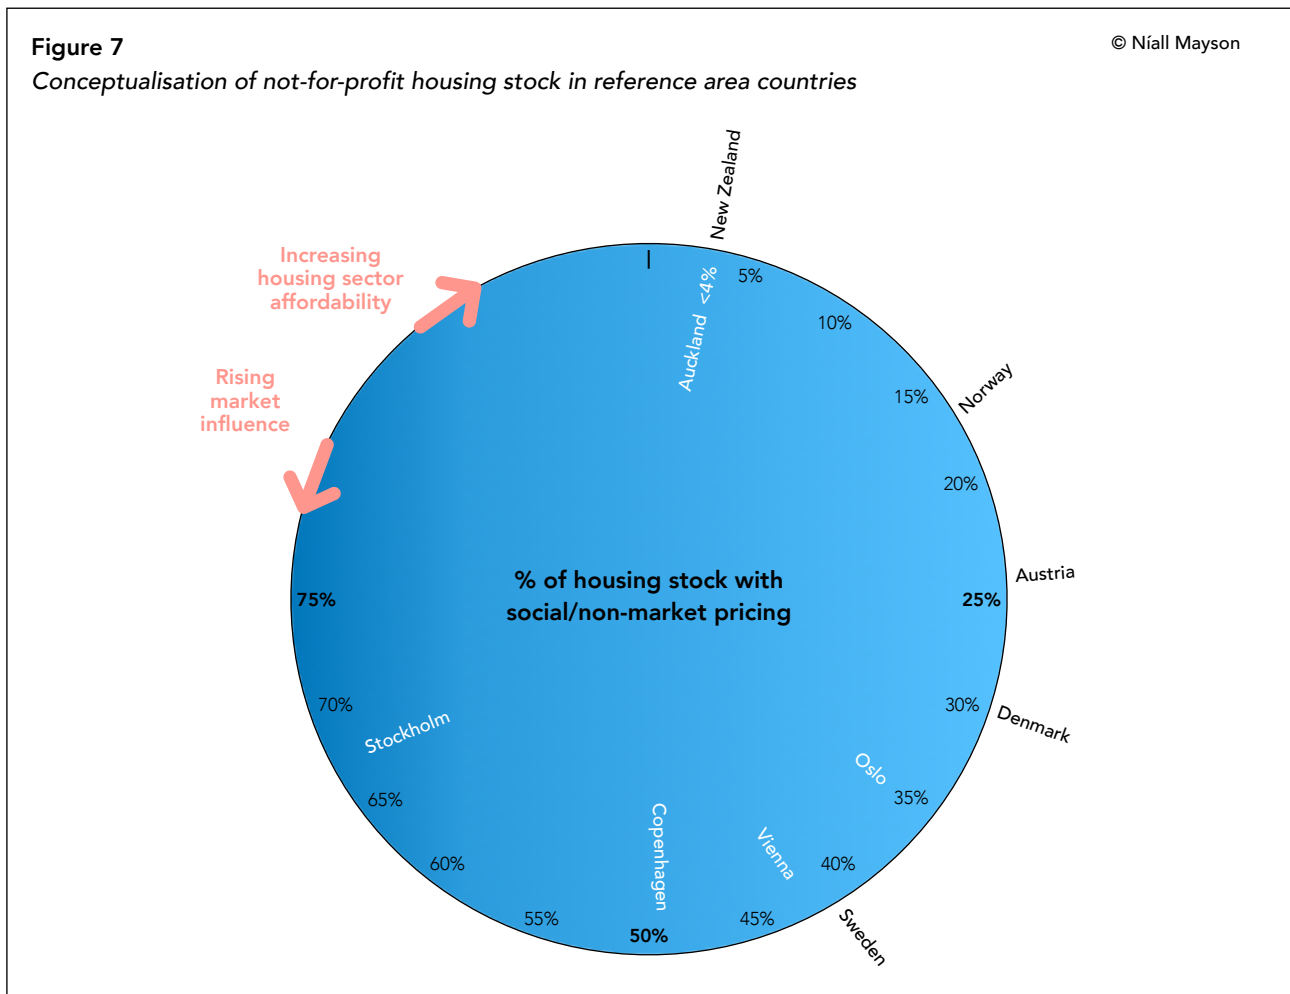 Figure 7
© Níall Mayson
Conceptualisation of not-for-profit housing stock in reference area countries
New Zealand
Increasing
housing sector
affordability
Auckland <4%
5%
10%
Rising
market
influence
15%
Norway
20%
% of housing stock with
social/non-market pricing
Austria
75%
25%
70%
Stockholm
30%
Denmark
Oslo
65%
35%
Copenhagen
Vienna
60%
40%
55%
50%
45%
Sweden